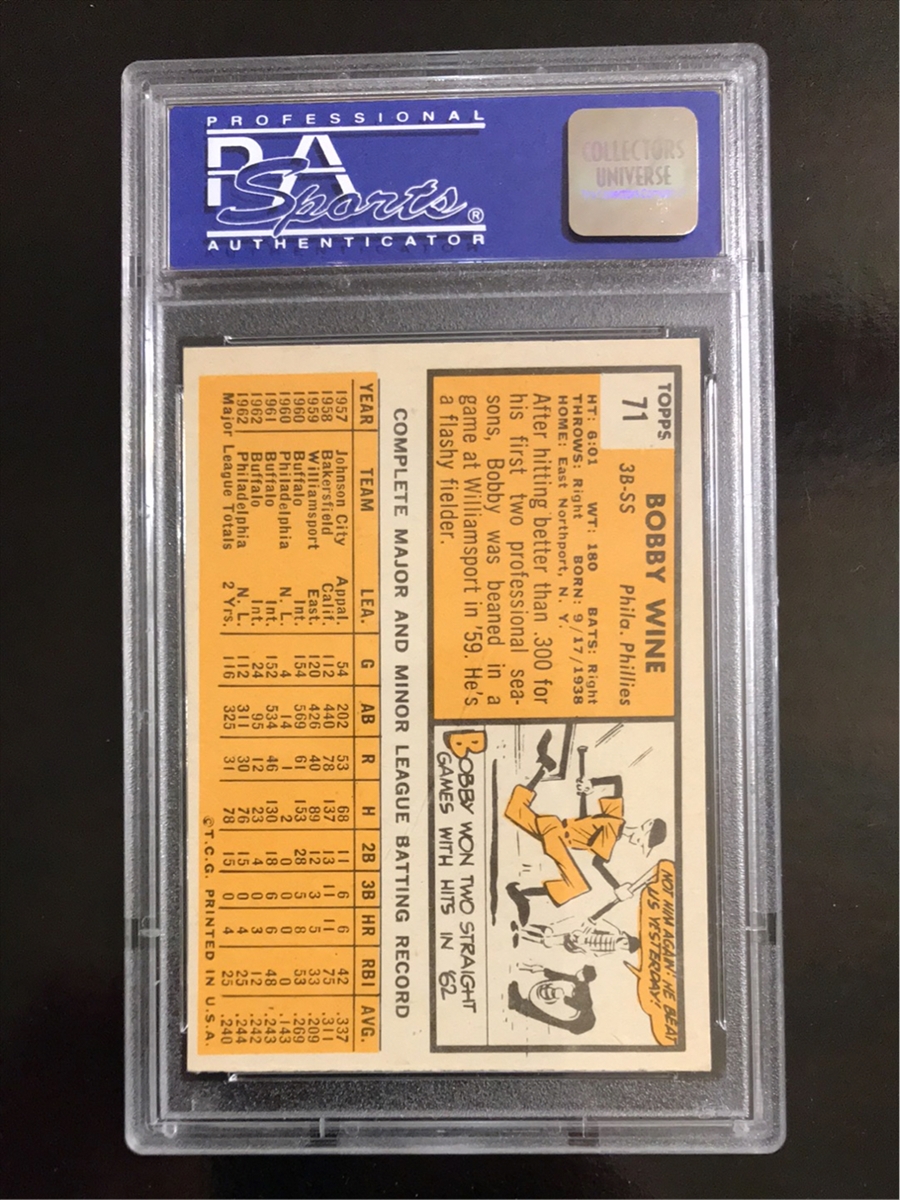 PROFESSIONAL
PSA
Sports®
AUTHENTICATOR
COLLECTORS
UNIVERSE
TOPPS
71
BOBBY WINE
3B-SS Phila. Phillies
HT: 6:01 WT: 180 BATS: Right
THROWS: Right BORN: 9/17/1938
HOME: East Northport, N. Y.
After hitting better than .300 for
his first two professional sea-
sons, Bobby was beaned in a
game at Williamsport in '59. He's
a flashy fielder.
NOT HIM AGAIN! HE BEAT
US YESTERDAY!
BOBBY WON TWO STRAIGHT
GAMES WITH HITS IN '62
COMPLETE MAJOR AND MINOR LEAGUE BATTING RECORD
YEAR TEAM LEA. G AB R H 2B 3B HR RBI AVG.
1957 Johnson City Appal. 54 202 53 68 11 6 6 42 .337
1958 Bakersfield Calif. 112 440 78 137 13 11 11 75 .311
1959 Williamsport East. 120 426 40 89 12 3 5 33 .209
1960 Buffalo Int. 154 569 61 153 28 5 8 53 .269
1960 Philadelphia N. L. 4 14 1 2 0 0 0 0 .143
1961 Buffalo Int. 152 534 46 130 18 6 6 48 .243
1962 Buffalo Int. 24 95 12 23 4 0 3 12 .242
1962 Philadelphia N. L. 112 311 30 76 15 0 4 25 .244
Major League Totals 2 Yrs. 116 325 31 78 15 0 4 25 .240
©T.C.G. PRINTED IN U.S.A.